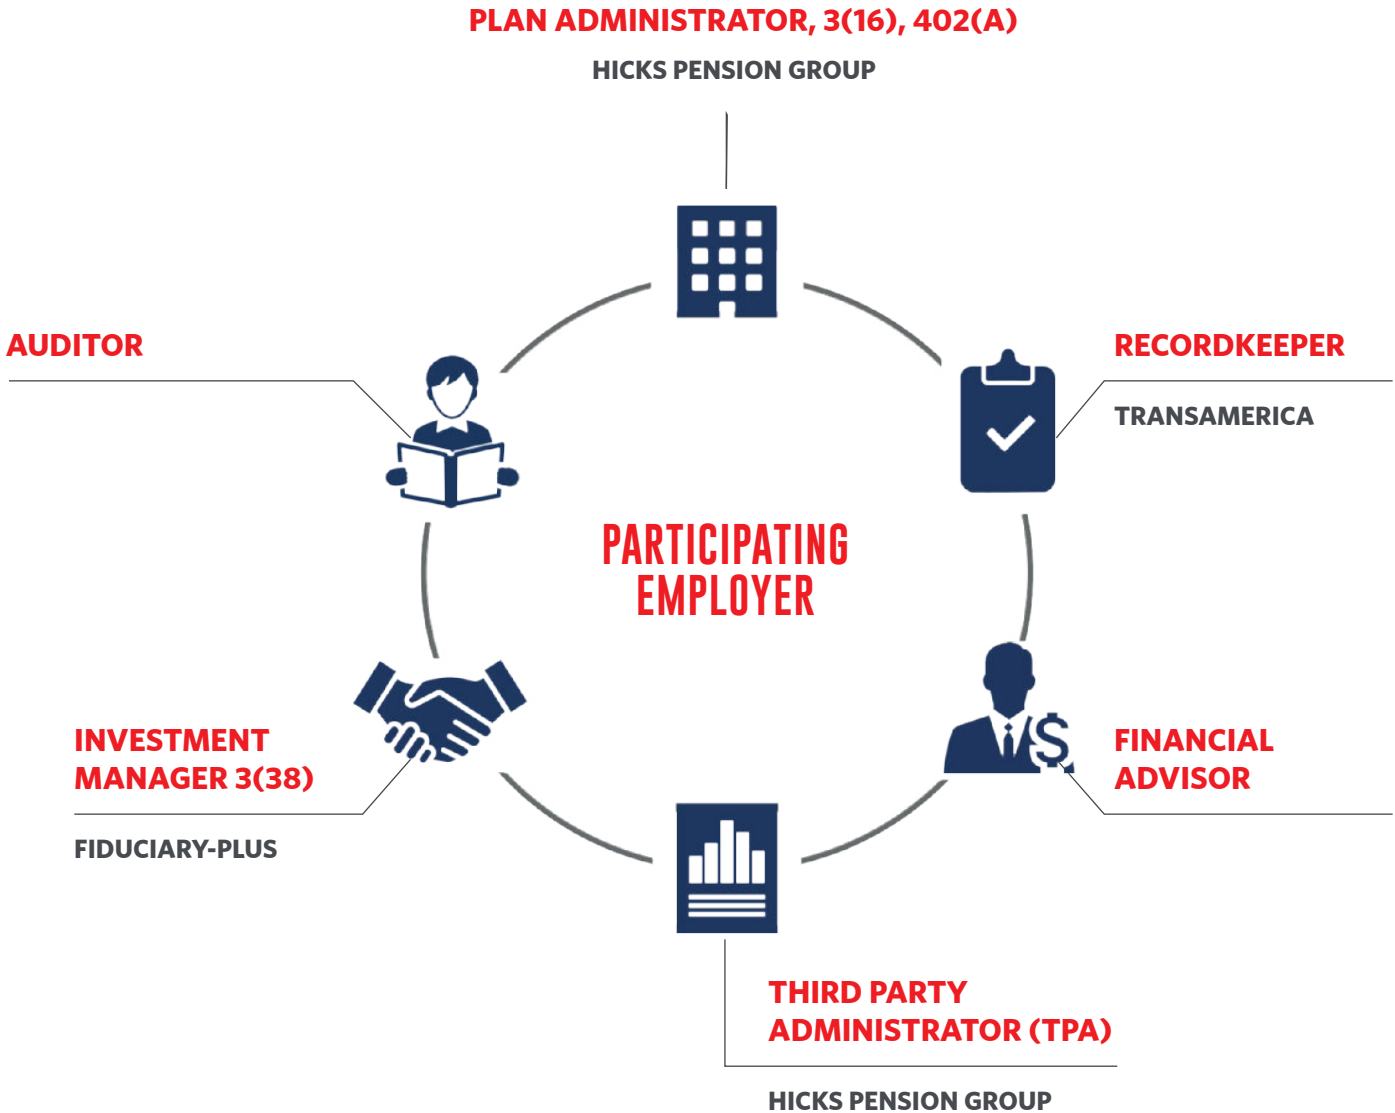 PLAN ADMINISTRATOR, 3(16), 402(A)
HICKS PENSION GROUP
AUDITOR
RECORDKEEPER
TRANSAMERICA
PARTICIPATING
EMPLOYER
INVESTMENT
MANAGER 3(38)
FIDUCIARY-PLUS
$
FINANCIAL
ADVISOR
THIRD PARTY
ADMINISTRATOR (TPA)
HICKS PENSION GROUP